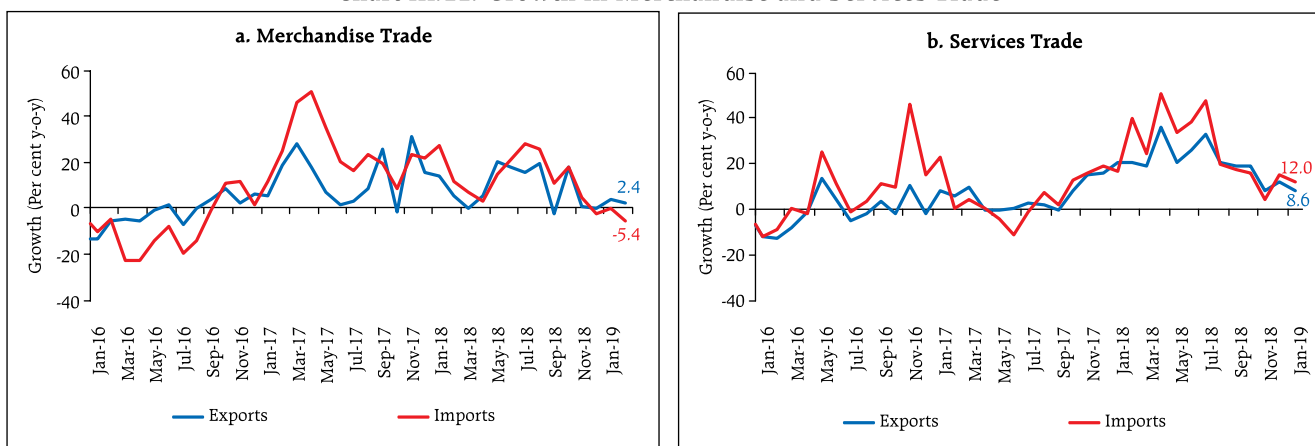 a. Merchandise Trade
Growth (Per cent y-o-y)
60
40
20
0
-20
-40
2.4
-5.4
Jan-16
Mar-16
May-16
Jul-16
Sep-16
Nov-16
Jan-17
Mar-17
May-17
Jul-17
Sep-17
Nov-17
Jan-18
Mar-18
May-18
Jul-18
Sep-18
Nov-18
Jan-19
Exports
Imports
b. Services Trade
Growth (Per cent y-o-y)
60
40
20
0
-20
-40
12.0
8.6
Jan-16
Mar-16
May-16
Jul-16
Sep-16
Nov-16
Jan-17
Mar-17
May-17
Jul-17
Sep-17
Nov-17
Jan-18
Mar-18
May-18
Jul-18
Sep-18
Nov-18
Jan-19
Exports
Imports